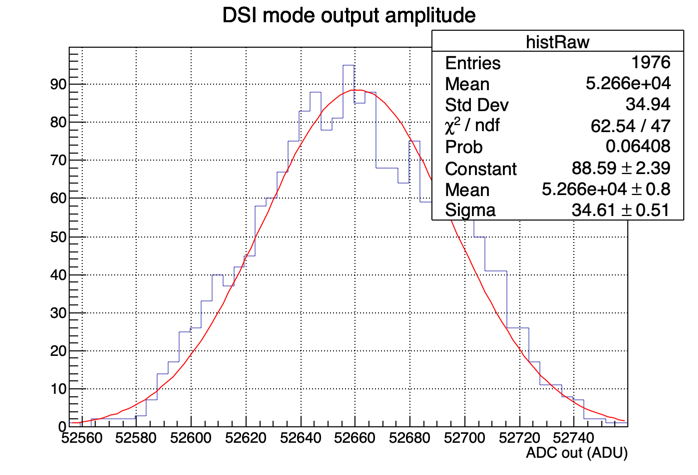 DSI mode output amplitude
histRaw
Entries 1976
Mean 5.266e+04
Std Dev 34.94
χ² / ndf 62.54 / 47
Prob 0.06408
Constant 88.59 ± 2.39
Mean 5.266e+04 ± 0.8
Sigma 34.61 ± 0.51
90
80
70
60
50
40
30
20
10
0
52560 52580 52600 52620 52640 52660 52680 52700 52720 52740
ADC out (ADU)